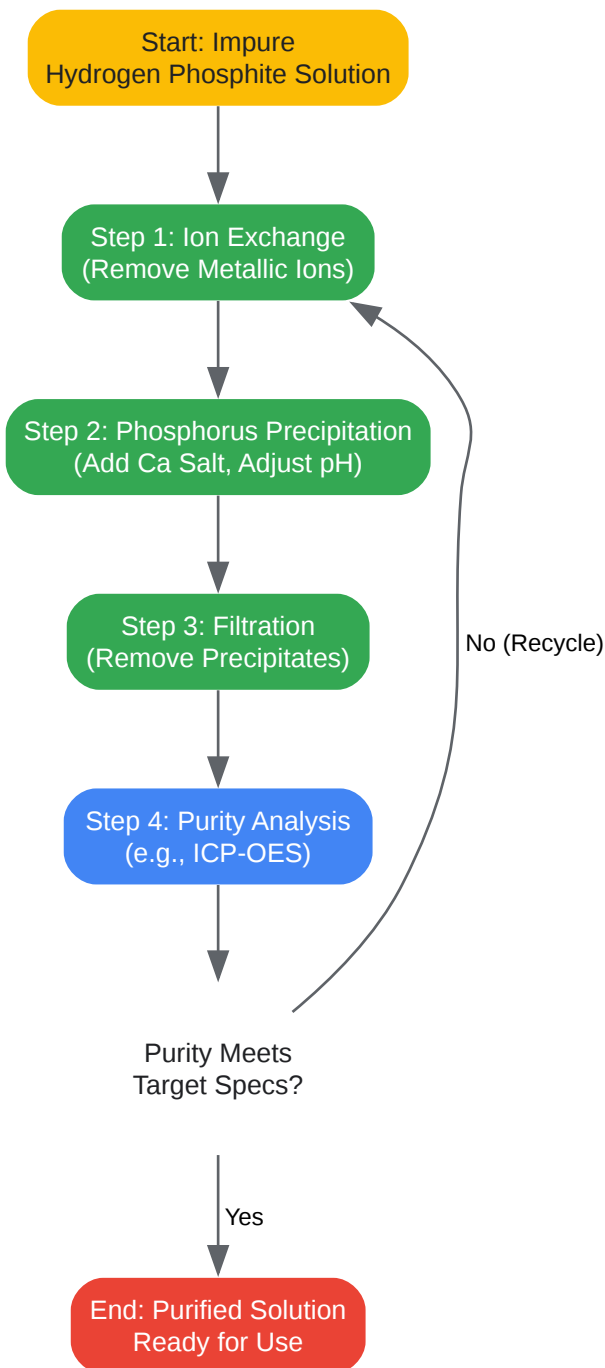 Start: Impure
Hydrogen Phosphite Solution
Step 1: Ion Exchange
(Remove Metallic Ions)
Step 2: Phosphorus Precipitation
(Add Ca Salt, Adjust pH)
Step 3: Filtration
(Remove Precipitates)
No (Recycle)
Step 4: Purity Analysis
(e.g., ICP-OES)
Purity Meets
Target Specs?
Yes
End: Purified Solution
Ready for Use